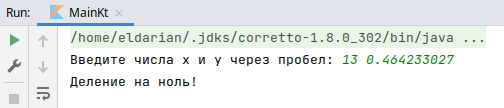 Run: MainKt
/home/eldarian/.jdks/corretto-1.8.0_302/bin/java ...
Введите числа x и y через пробел: 13 0.464233027
Деление на ноль!